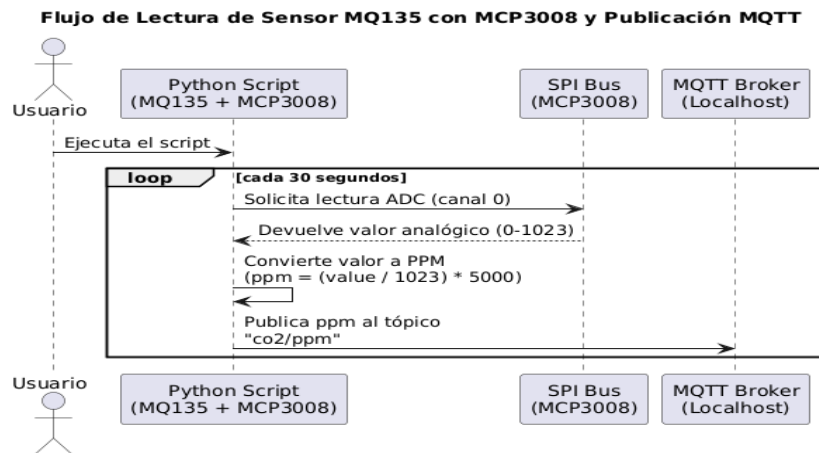 Flujo de Lectura de Sensor MQ135 con MCP3008 y Publicación MQTT
Usuario
Python Script
(MQ135 + MCP3008)
SPI Bus
(MCP3008)
MQTT Broker
(Localhost)
Ejecuta el script
loop
[cada 30 segundos]
Solicita lectura ADC (canal 0)
Devuelve valor analógico (0-1023)
Convierte valor a PPM
(ppm = (value / 1023) * 5000)
Publica ppm al tópico
"co2/ppm"
Usuario
Python Script
(MQ135 + MCP3008)
SPI Bus
(MCP3008)
MQTT Broker
(Localhost)